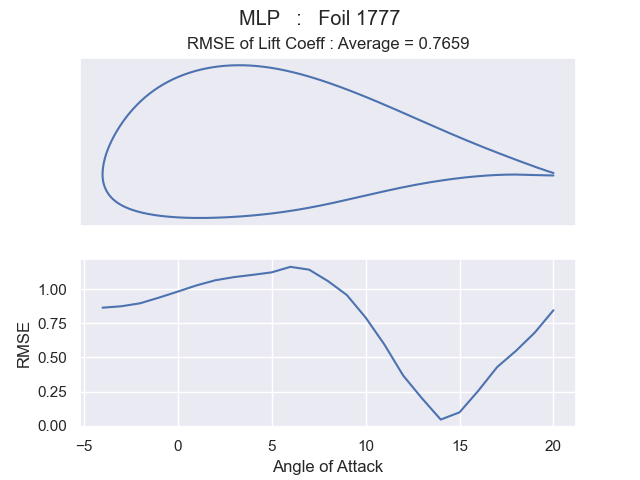 MLP : Foil 1777
RMSE of Lift Coeff : Average = 0.7659
1.00
0.75
0.50
0.25
0.00
RMSE
−5 0 5 10 15 20
Angle of Attack